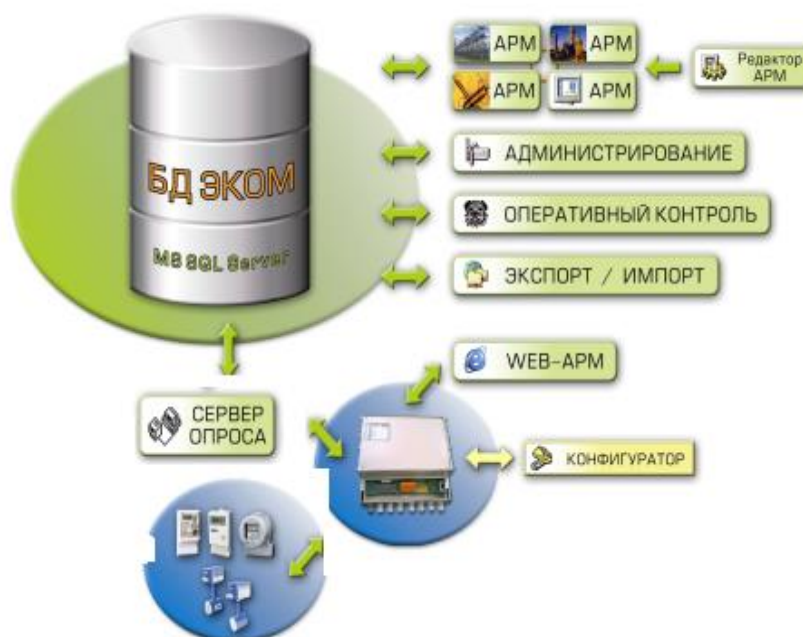 АРМ
АРМ
Редактор
АРМ
АРМ
АРМ
АДМИНИСТРИРОВАНИЕ
БД ЭКОМ
ОПЕРАТИВНЫЙ КОНТРОЛЬ
MS SQL Server
ЭКСПОРТ / ИМПОРТ
WEB-АРМ
СЕРВЕР
ОПРОСА
КОНФИГУРАТОР